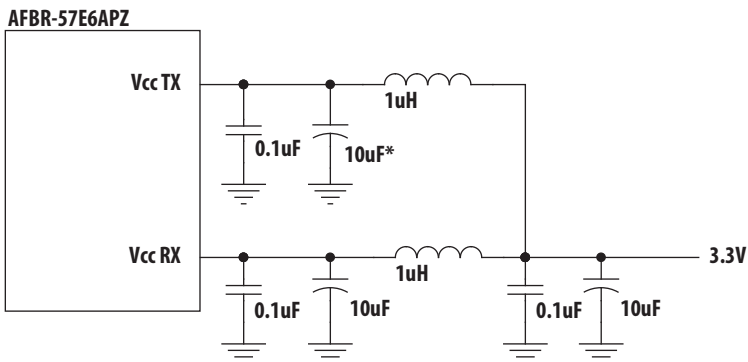 AFBR-57E6APZ
Vcc TX
1uH
0.1uF
10uF*
Vcc RX
3.3V
1uH
0.1uF
10uF
0.1uF
10uF